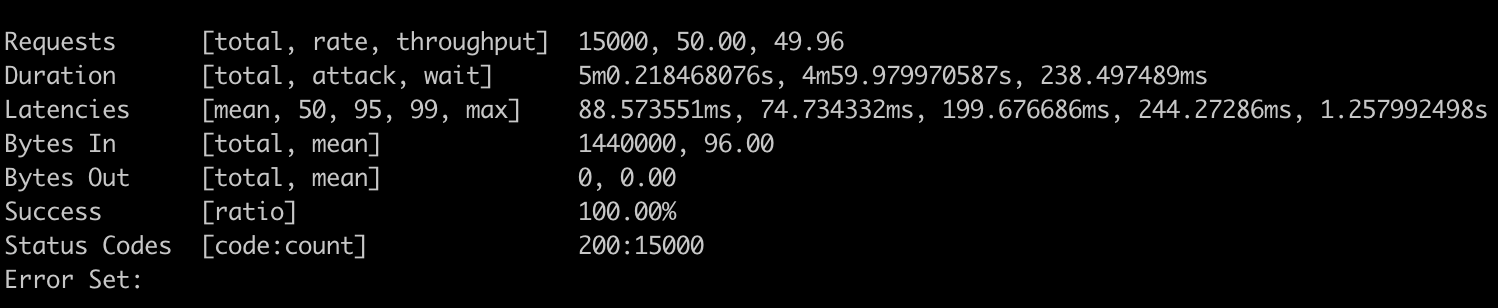 Requests      [total, rate, throughput]  15000, 50.00, 49.96
Duration      [total, attack, wait]      5m0.218468076s, 4m59.979970587s, 238.497489ms
Latencies     [mean, 50, 95, 99, max]    88.573551ms, 74.734332ms, 199.676686ms, 244.27286ms, 1.257992498s
Bytes In      [total, mean]              1440000, 96.00
Bytes Out     [total, mean]              0, 0.00
Success       [ratio]                    100.00%
Status Codes  [code:count]               200:15000
Error Set: